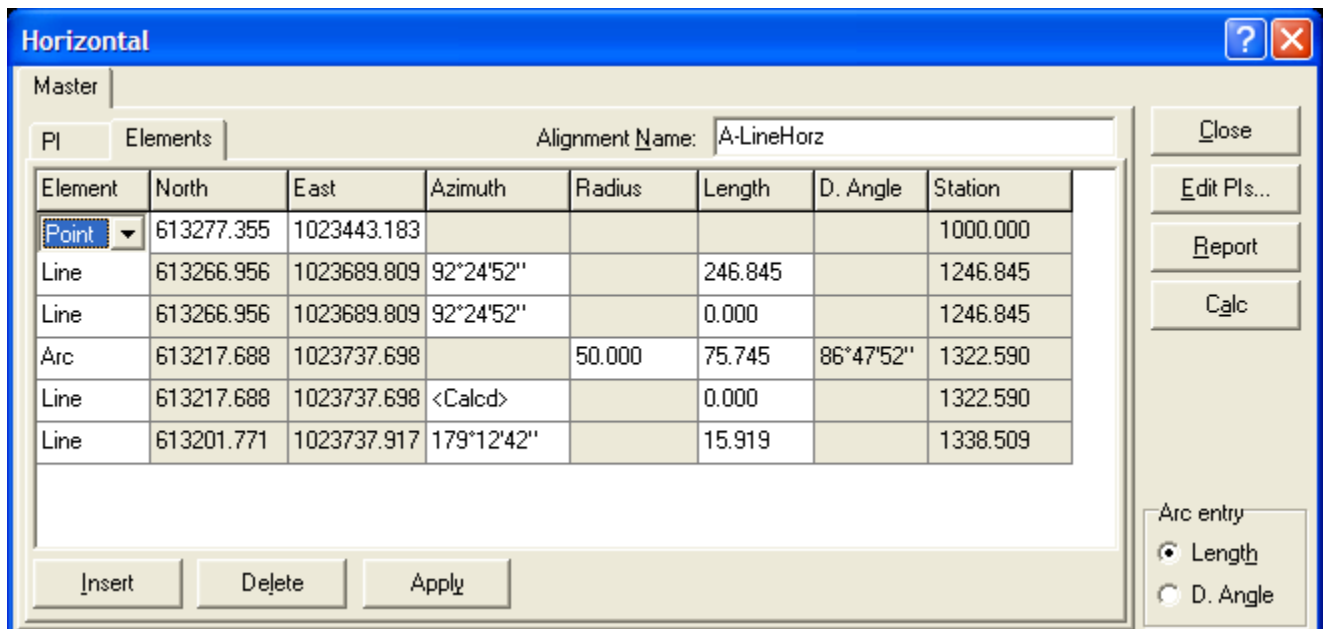 Horizontal
Master
PI Elements Alignment Name: A-LineHorz
Element North East Azimuth Radius Length D. Angle Station
Point 613277.355 1023443.183 1000.000
Line 613266.956 1023689.809 92°24'52" 246.845 1246.845
Line 613266.956 1023689.809 92°24'52" 0.000 1246.845
Arc 613217.688 1023737.698 50.000 75.745 86°47'52" 1322.590
Line 613217.688 1023737.698 <Calcd> 0.000 1322.590
Line 613201.771 1023737.917 179°12'42" 15.919 1338.509
Insert Delete Apply
Close
Edit PIs...
Report
Calc
Arc entry
Length
D. Angle